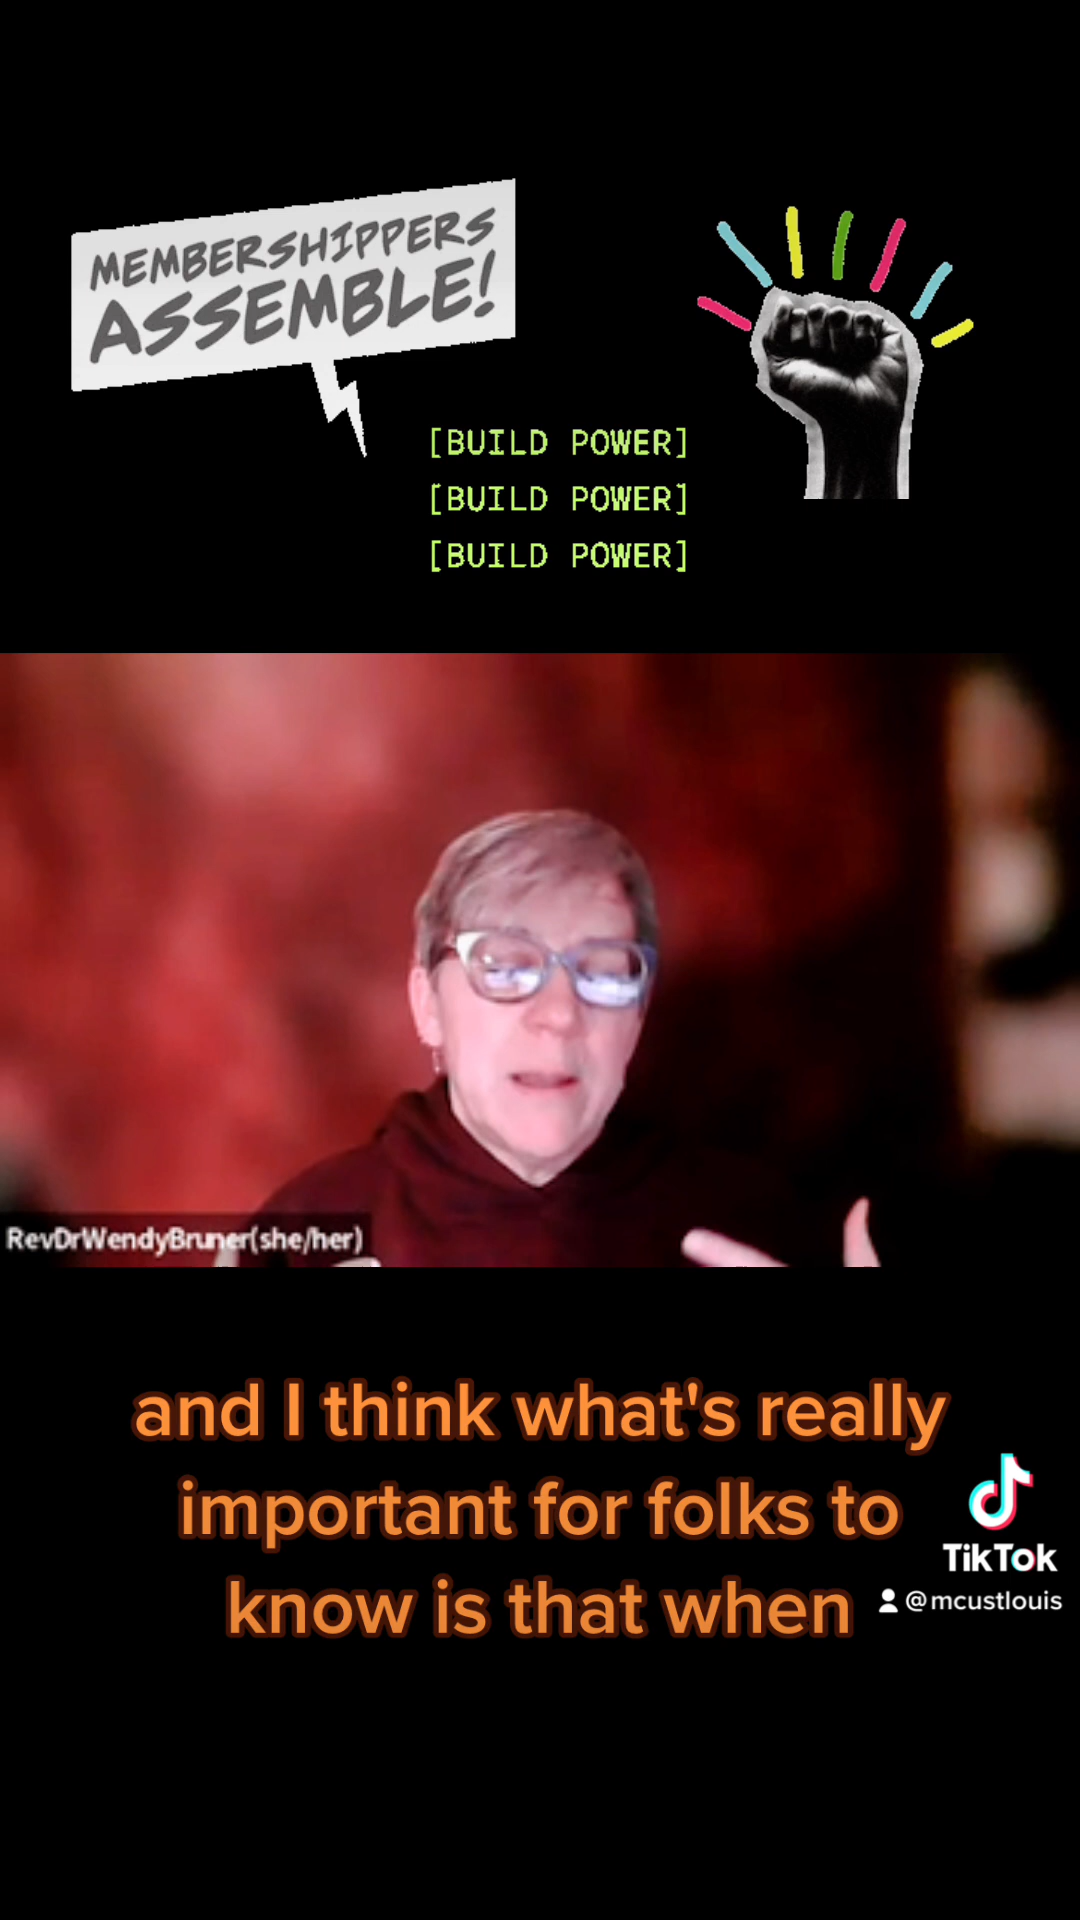 MEMBERSHIPPERS
ASSEMBLE!
[BUILD POWER]
[BUILD POWER]
[BUILD POWER]
RevDrWendyBruner(she/her)
and I think what's really
important for folks to
know is that when
TikTok
@mcustlouis